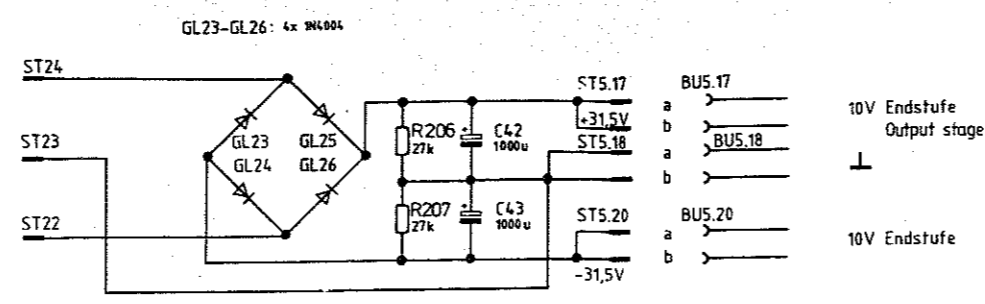 GL23-GL26: 4x 1N4004
ST24
ST5.17
BU5.17
a
10V Endstufe
+31,5V
GL23
GL25
R206
C42
b
Output stage
27k
1000u
ST23
ST5.18
a
BU5.18
GL24
GL26
b
R207
C43
ST5.20
BU5.20
27k
1000u
ST22
a
10V Endstufe
b
-31,5V